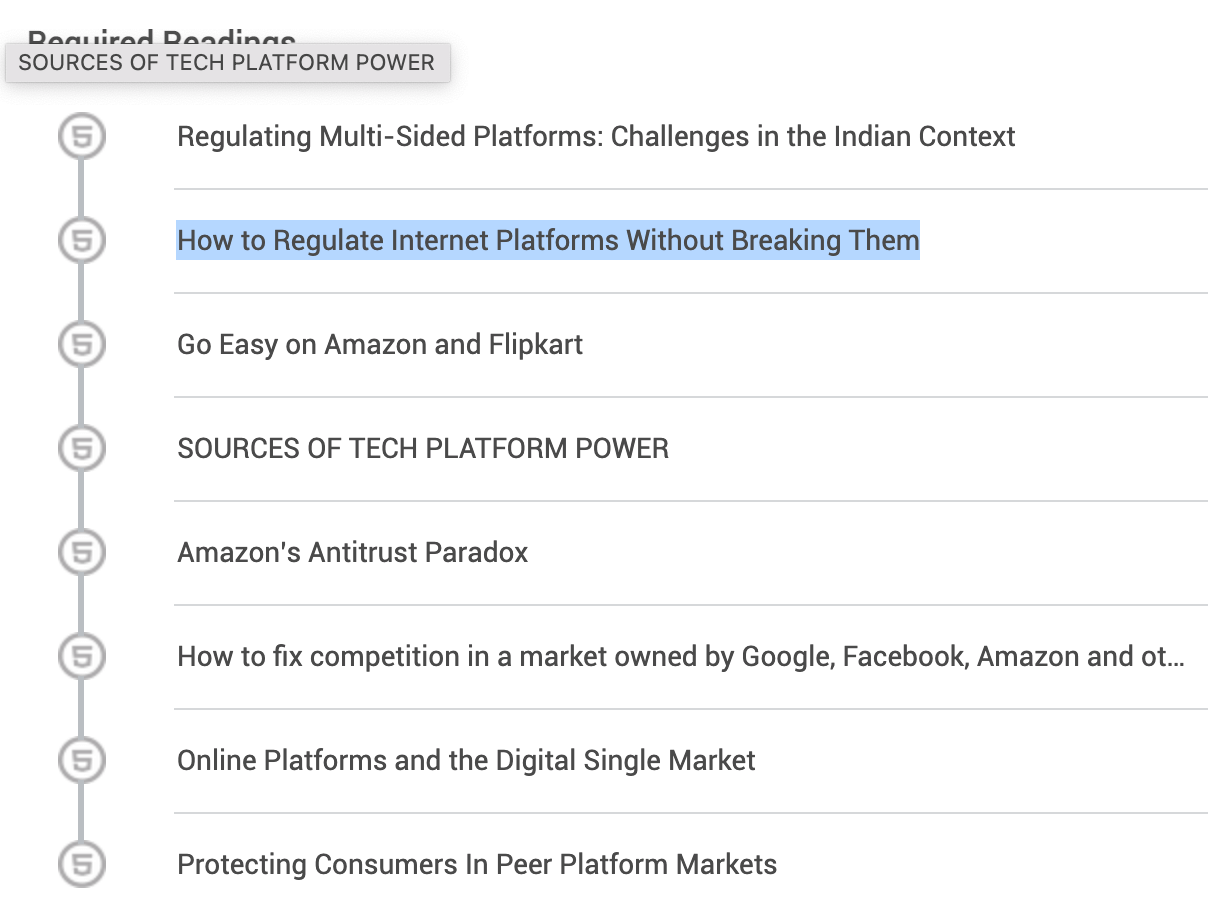 Required Readings
SOURCES OF TECH PLATFORM POWER
Regulating Multi-Sided Platforms: Challenges in the Indian Context
How to Regulate Internet Platforms Without Breaking Them
Go Easy on Amazon and Flipkart
SOURCES OF TECH PLATFORM POWER
Amazon's Antitrust Paradox
How to fix competition in a market owned by Google, Facebook, Amazon and ot...
Online Platforms and the Digital Single Market
Protecting Consumers In Peer Platform Markets